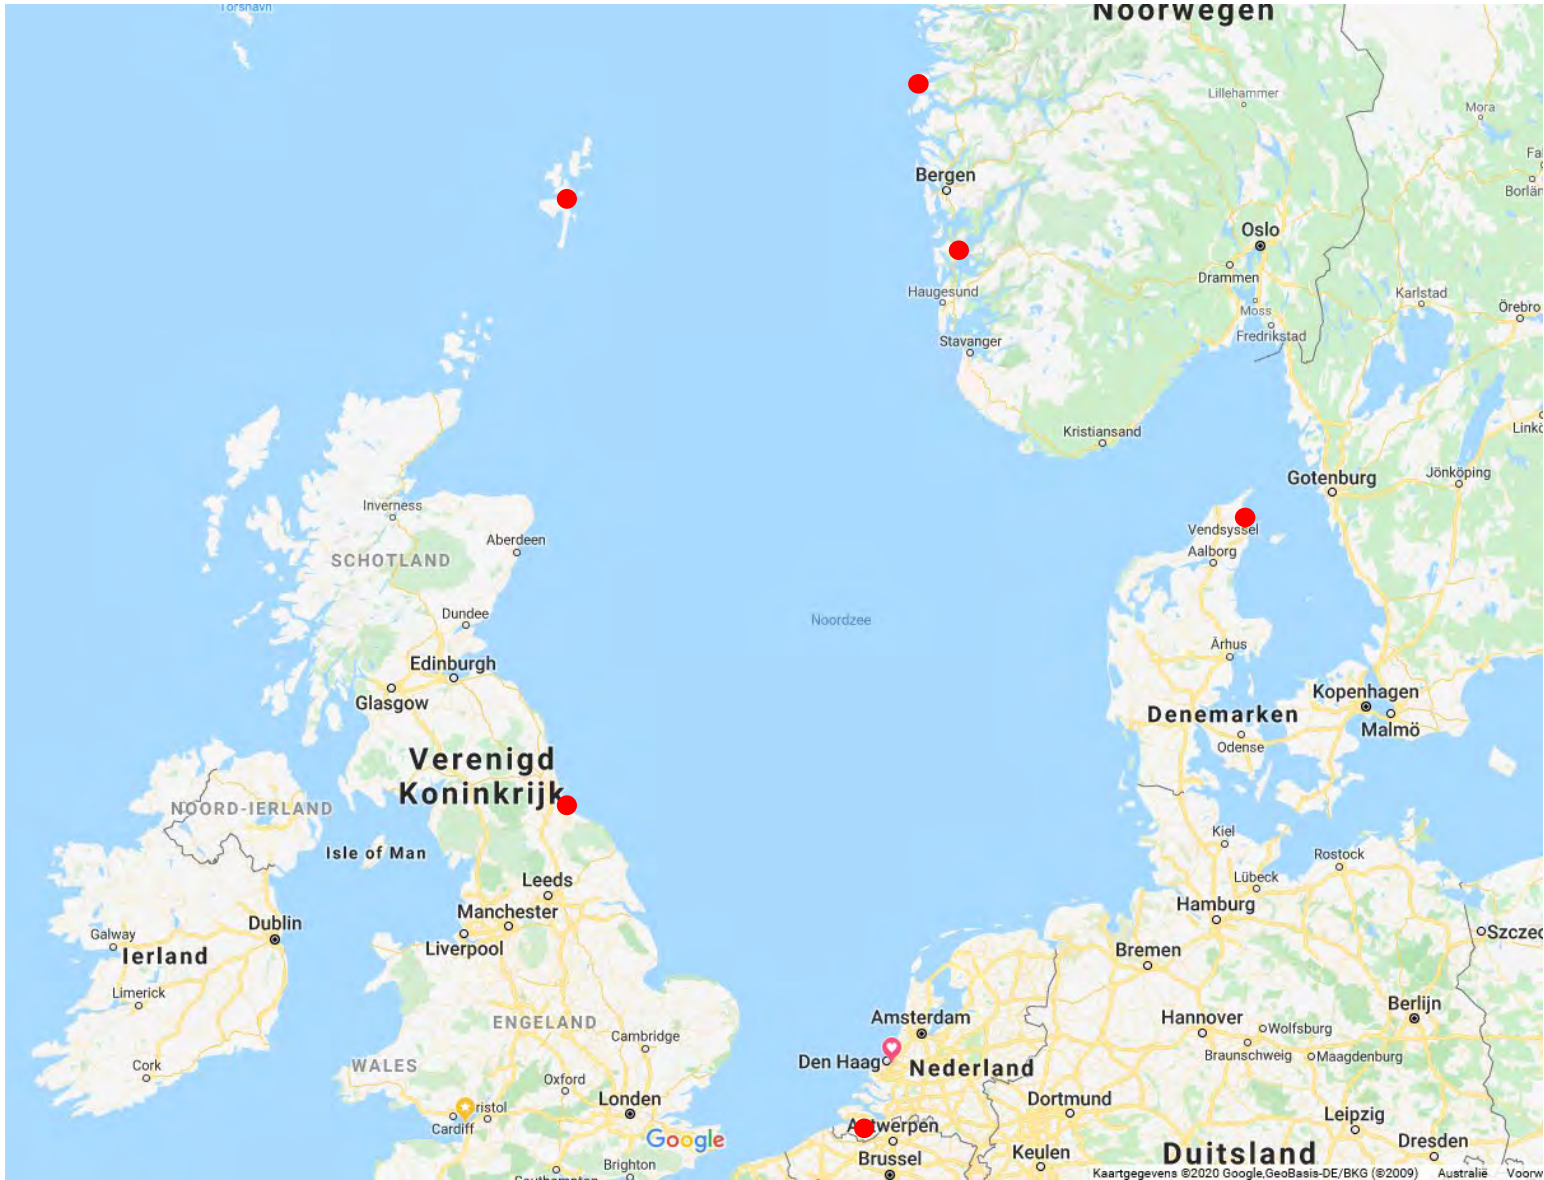 Tórshavn
Noorwegen
Lillehammer
Mora
Bergen
Oslo
Drammen
Haugesund
Moss
Karlstad
Örebro
Fredrikstad
Stavanger
Kristiansand
Gotenburg
Jönköping
Inverness
Vendsyssel
Aberdeen
Aalborg
SCHOTLAND
Dundee
Noordzee
Århus
Edinburgh
Glasgow
Kopenhagen
Denemarken
Malmö
Odense
Verenigd
Koninkrijk
NOORD-IERLAND
Isle of Man
Kiel
Rostock
Leeds
Lübeck
Manchester
Hamburg
Dublin
Galway
Liverpool
Ierland
Bremen
Limerick
Berlijn
ENGELAND
Amsterdam
Hannover
Wolfsburg
Cambridge
Braunschweig
Maagdenburg
Cork
WALES
Den Haag
Nederland
Oxford
Londen
Dortmund
Cardiff
Leipzig
Google
Brussel
Keulen
Duitsland
Dresden
Brighton
Kaartgegevens ©2020 Google,GeoBasis-DE/BKG (©2009) Australië